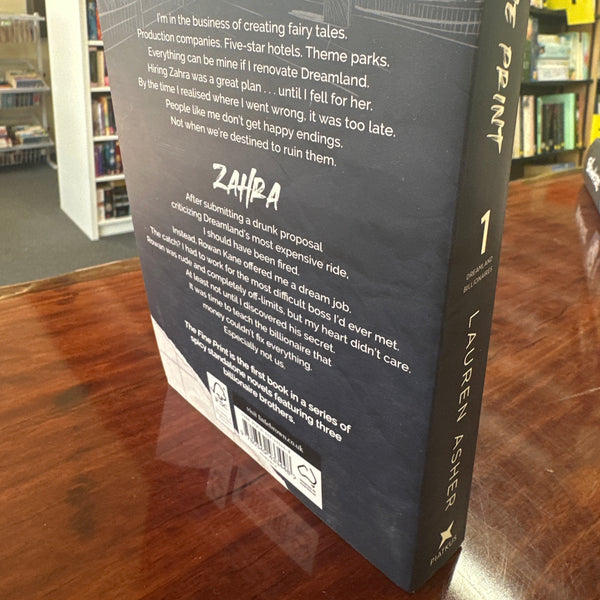 I'm in the business of creating fairy tales.
Production companies. Five-star hotels. Theme parks.
Everything can be mine if I renovate Dreamland.
Hiring Zahra was a great plan . . . until I fell for her.
By the time I realised where I went wrong, it was too late.
People like me don't get happy endings.
Not when we're destined to ruin them.
ZAHRA
After submitting a drunk proposal
criticizing Dreamland's most expensive ride,
I should have been fired.
Instead, Rowan Kane offered me a dream job.
The catch? I had to work for the most difficult boss I'd ever met.
Rowan was rude and completely off-limits, but my heart didn't care.
At least not until I discovered his secret.
It was time to teach the billionaire that
money couldn't fix everything.
Especially not us.
The Fine Print is the first book in a series of
spicy standalone novels featuring three
billionaire brothers.
FSC
visit littlebrown.co.uk
E PRINT
1
DREAMLAND
BILLIONAIRES
LAUREN ASHER
PIATKUS